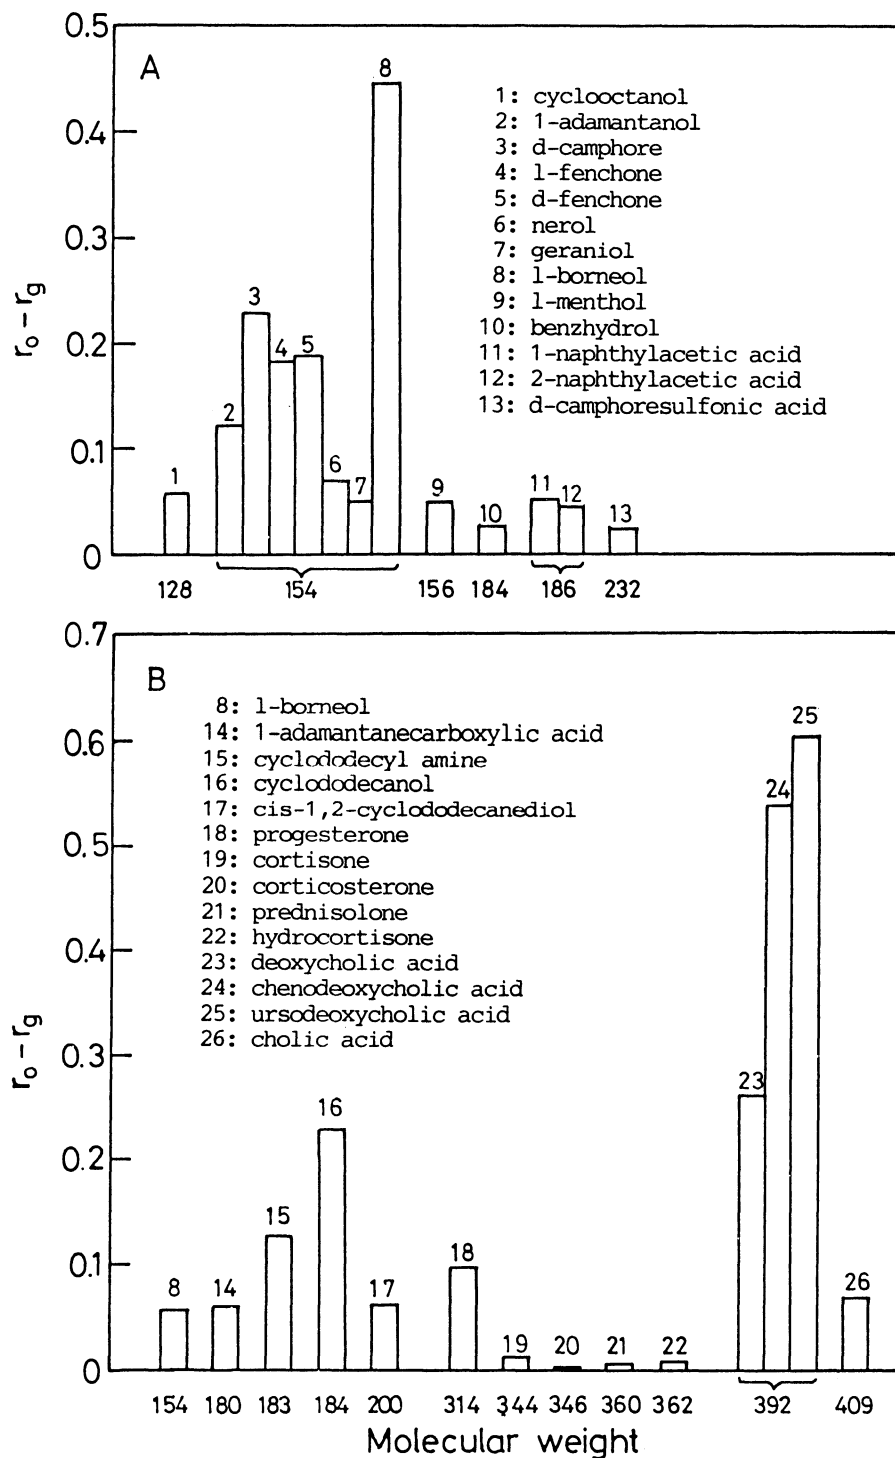 A
0.5
0.4
0.3
0.2
0.1
0
r₀ – rg
1
2
3
4
5
6
7
8
9
10
11
12
13
1: cyclooctanol
2: 1-adamantanol
3: d-camphore
4: l-fenchone
5: d-fenchone
6: nerol
7: geraniol
8: l-borneol
9: l-menthol
10: benzhydrol
11: 1-naphthylacetic acid
12: 2-naphthylacetic acid
13: d-camphoresulfonic acid
128 154 156 184 186 232
B
0.7
0.6
0.5
0.4
0.3
0.2
0.1
0
r₀ – rg
8: l-borneol
14: 1-adamantanecarboxylic acid
15: cyclododecyl amine
16: cyclododecanol
17: cis-1,2-cyclododecanediol
18: progesterone
19: cortisone
20: corticosterone
21: prednisolone
22: hydrocortisone
23: deoxycholic acid
24: chenodeoxycholic acid
25: ursodeoxycholic acid
26: cholic acid
8
14
15
16
17
18
19
20
21
22
23
24
25
26
154 180 183 184 200 314 344 346 360 362 392 409
Molecular weight